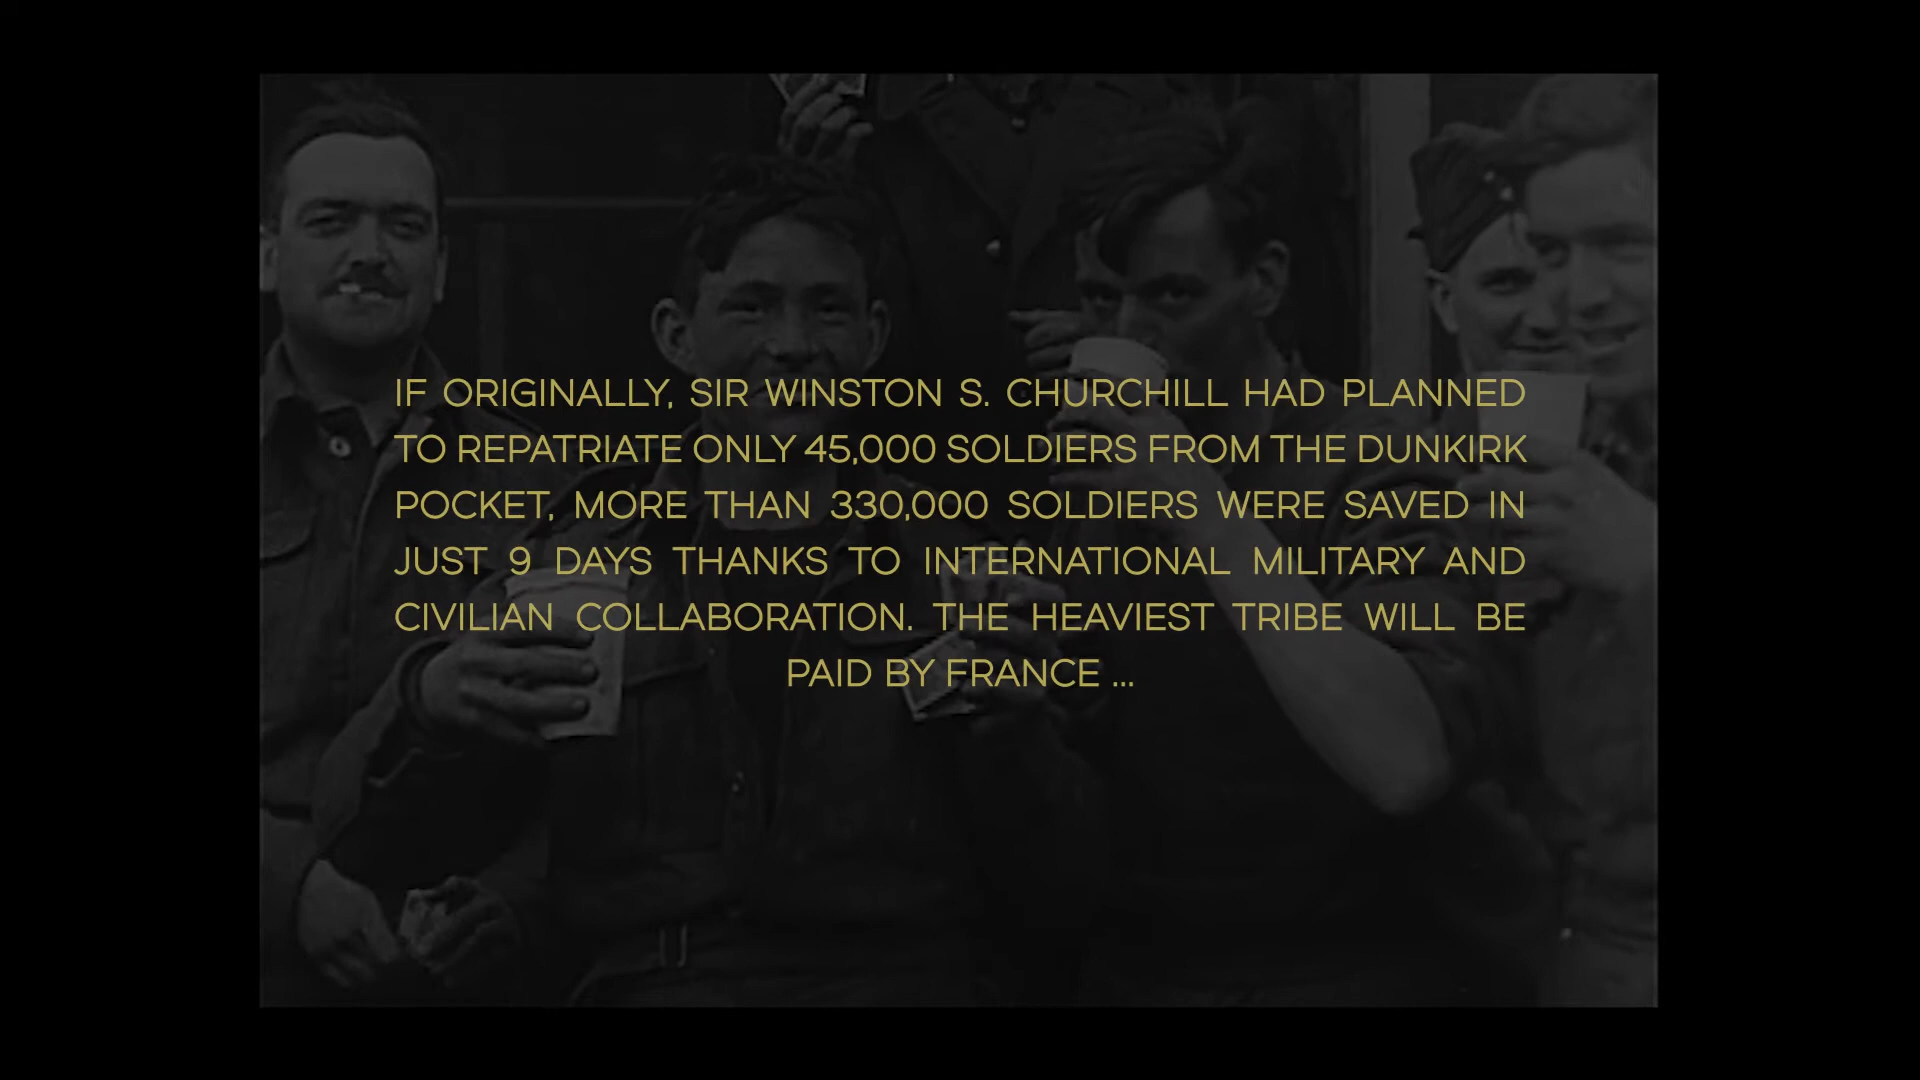 IF ORIGINALLY, SIR WINSTON S. CHURCHILL HAD PLANNED
TO REPATRIATE ONLY 45,000 SOLDIERS FROM THE DUNKIRK
POCKET, MORE THAN 330,000 SOLDIERS WERE SAVED IN
JUST 9 DAYS THANKS TO INTERNATIONAL MILITARY AND
CIVILIAN COLLABORATION. THE HEAVIEST TRIBE WILL BE
PAID BY FRANCE ...